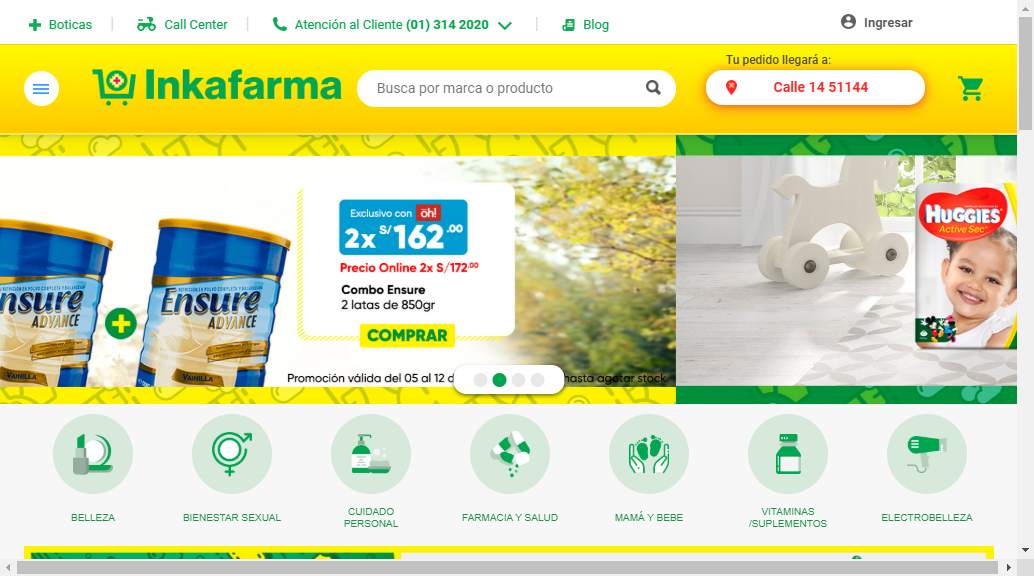 Boticas
Call Center
Atención al Cliente (01) 314 2020
Blog
Ingresar
Inkafarma
Busca por marca o producto
Tu pedido llegará a:
Calle 14 51144
Exclusivo con öh!
2x S/162.00
Precio Online 2x S/172.00
Combo Ensure
2 latas de 850gr
COMPRAR
Promoción válida del 05 al 12 d
hasta agotar stock.
Ensure
ADVANCE
VAINILLA
Ensure
ADVANCE
VAINILLA
HUGGIES
Active Sec
BELLEZA
BIENESTAR SEXUAL
CUIDADO
PERSONAL
FARMACIA Y SALUD
MAMÁ Y BEBE
VITAMINAS
/SUPLEMENTOS
ELECTROBELLEZA